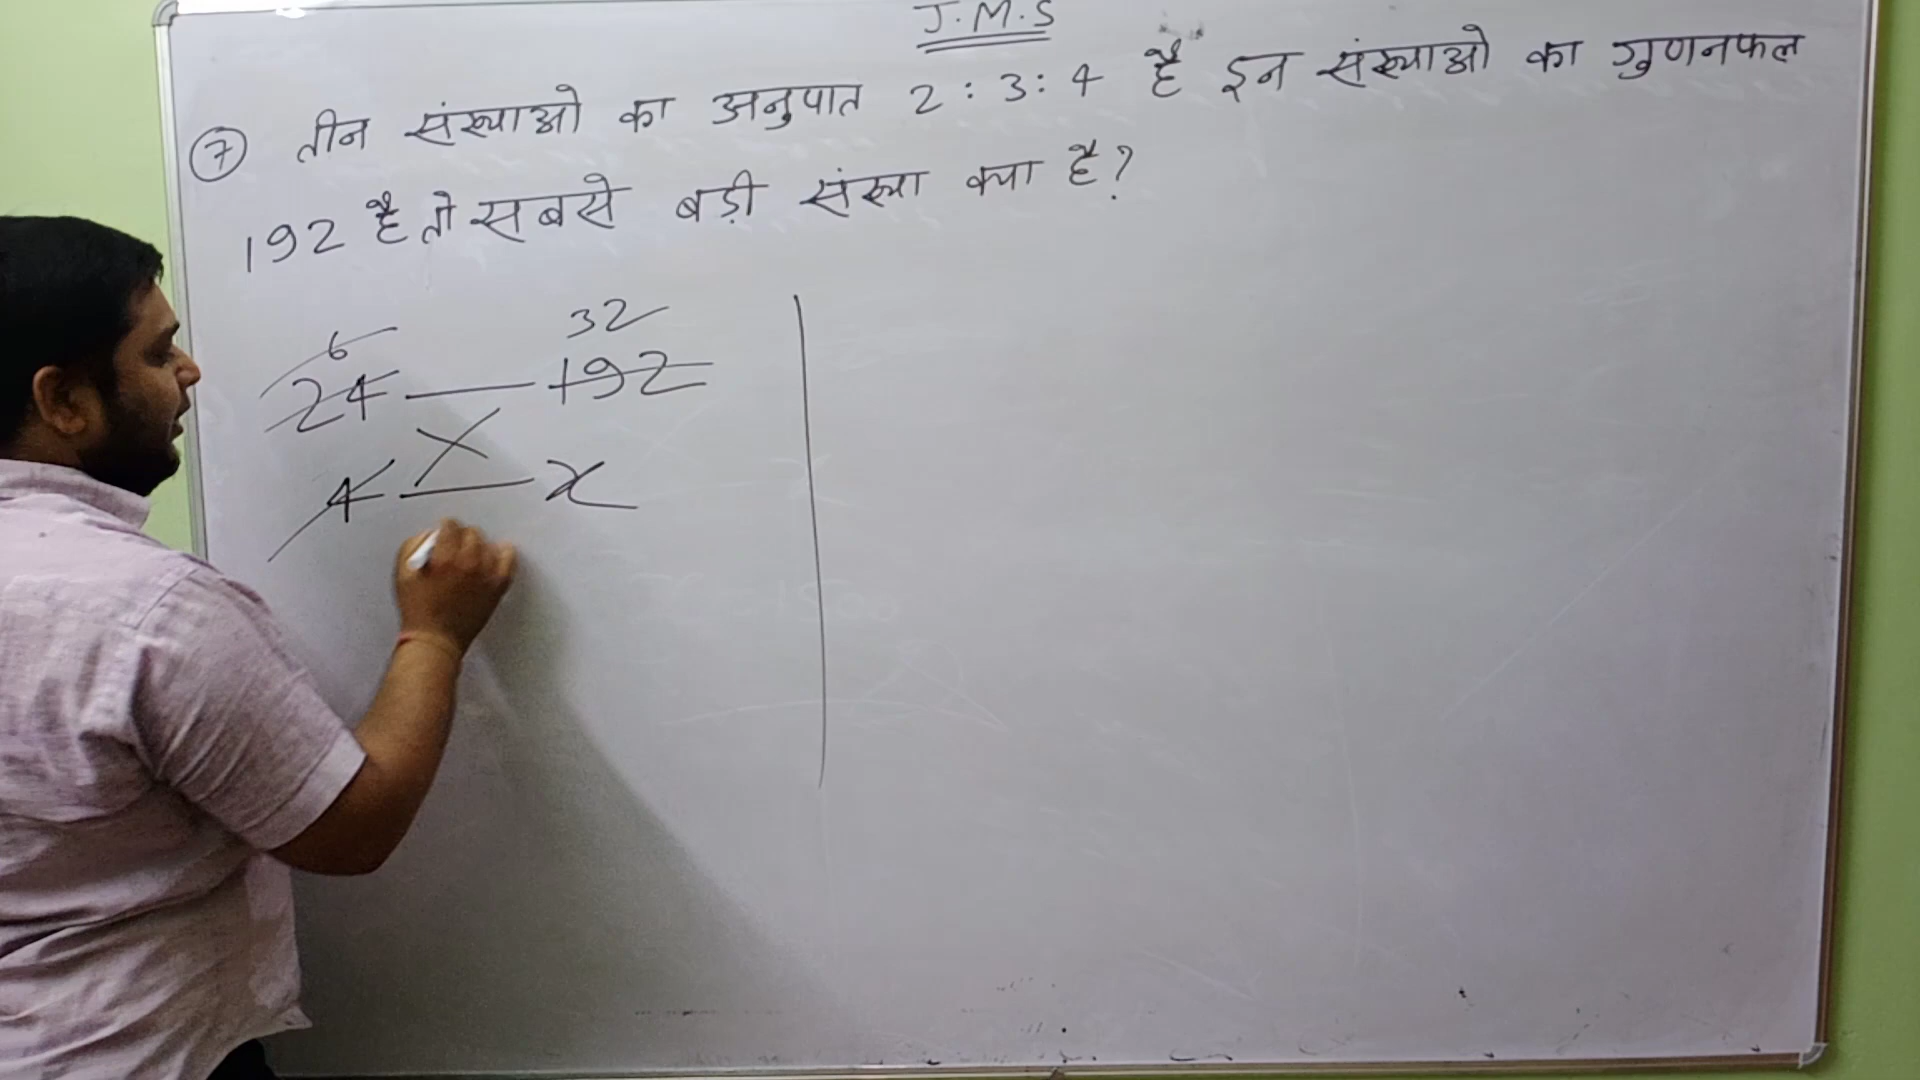 J.M.S
⑦ तीन संख्याओ का अनुपात 2:3:4 है इन संख्याओ का गुणनफल
192 है तो सबसे बड़ी संख्या क्या है?
6 32
24 — 192
4 — x